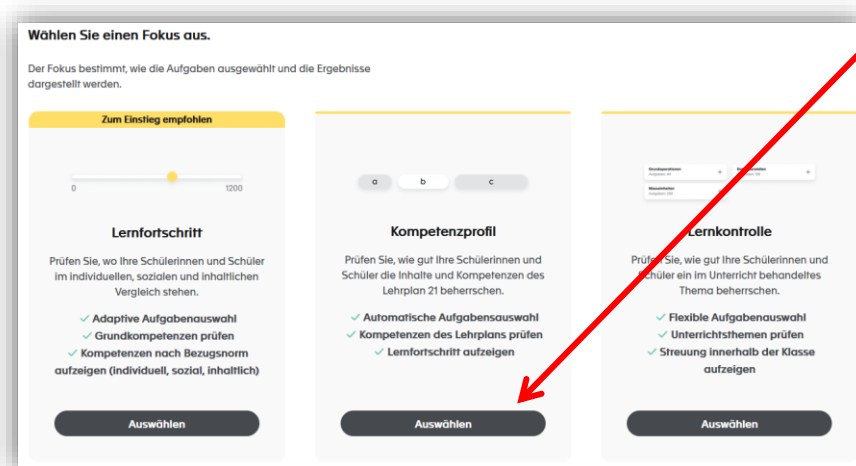 Wählen Sie einen Fokus aus.
Der Fokus bestimmt, wie die Aufgaben ausgewählt und die Ergebnisse
dargestellt werden.
Zum Einstieg empfohlen
0
1200
Lernfortschritt
Prüfen Sie, wo Ihre Schülerinnen und Schüler
im individuellen, sozialen und inhaltlichen
Vergleich stehen.
Adaptive Aufgabenauswahl
Grundkompetenzen prüfen
Kompetenzen nach Bezugsnorm
aufzeigen (individuell, sozial, inhaltlich)
Auswählen
a
b
c
Kompetenzprofil
Prüfen Sie, wie gut Ihre Schülerinnen und
Schüler die Inhalte und Kompetenzen des
Lehrplan 21 beherrschen.
Automatische Aufgabensauswahl
Kompetenzen des Lehrplans prüfen
Lernfortschritt aufzeigen
Auswählen
Lernkontrolle
Prüfen Sie, wie gut Ihre Schülerinnen und
Schüler ein im Unterricht behandeltes
Thema beherrschen.
Flexible Aufgabenauswahl
Unterrichtsthemen prüfen
Streuung innerhalb der Klasse
aufzeigen
Auswählen